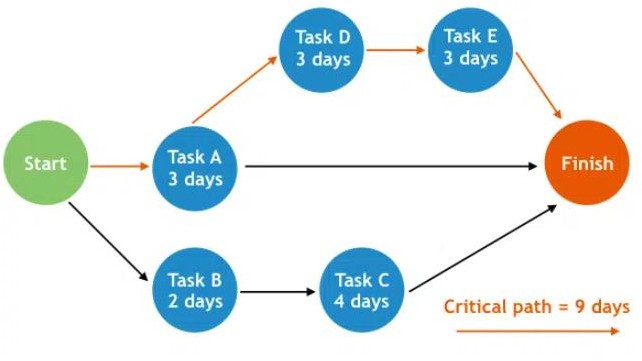 Task D
3 days
Task E
3 days
Start
Task A
3 days
Finish
Task B
2 days
Task C
4 days
Critical path = 9 days